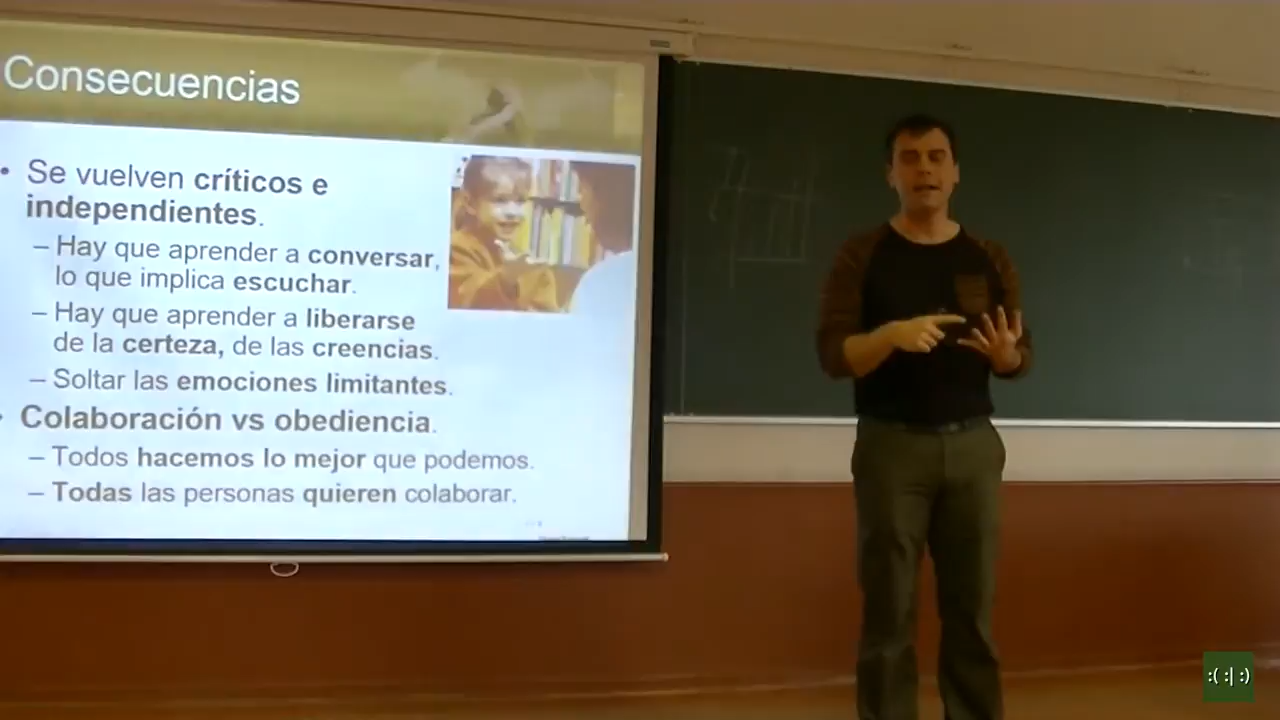 Consecuencias
• Se vuelven críticos e
independientes.
– Hay que aprender a conversar,
lo que implica escuchar.
– Hay que aprender a liberarse
de la certeza, de las creencias.
– Soltar las emociones limitantes.
• Colaboración vs obediencia.
– Todos hacemos lo mejor que podemos.
– Todas las personas quieren colaborar.
:( :| :)